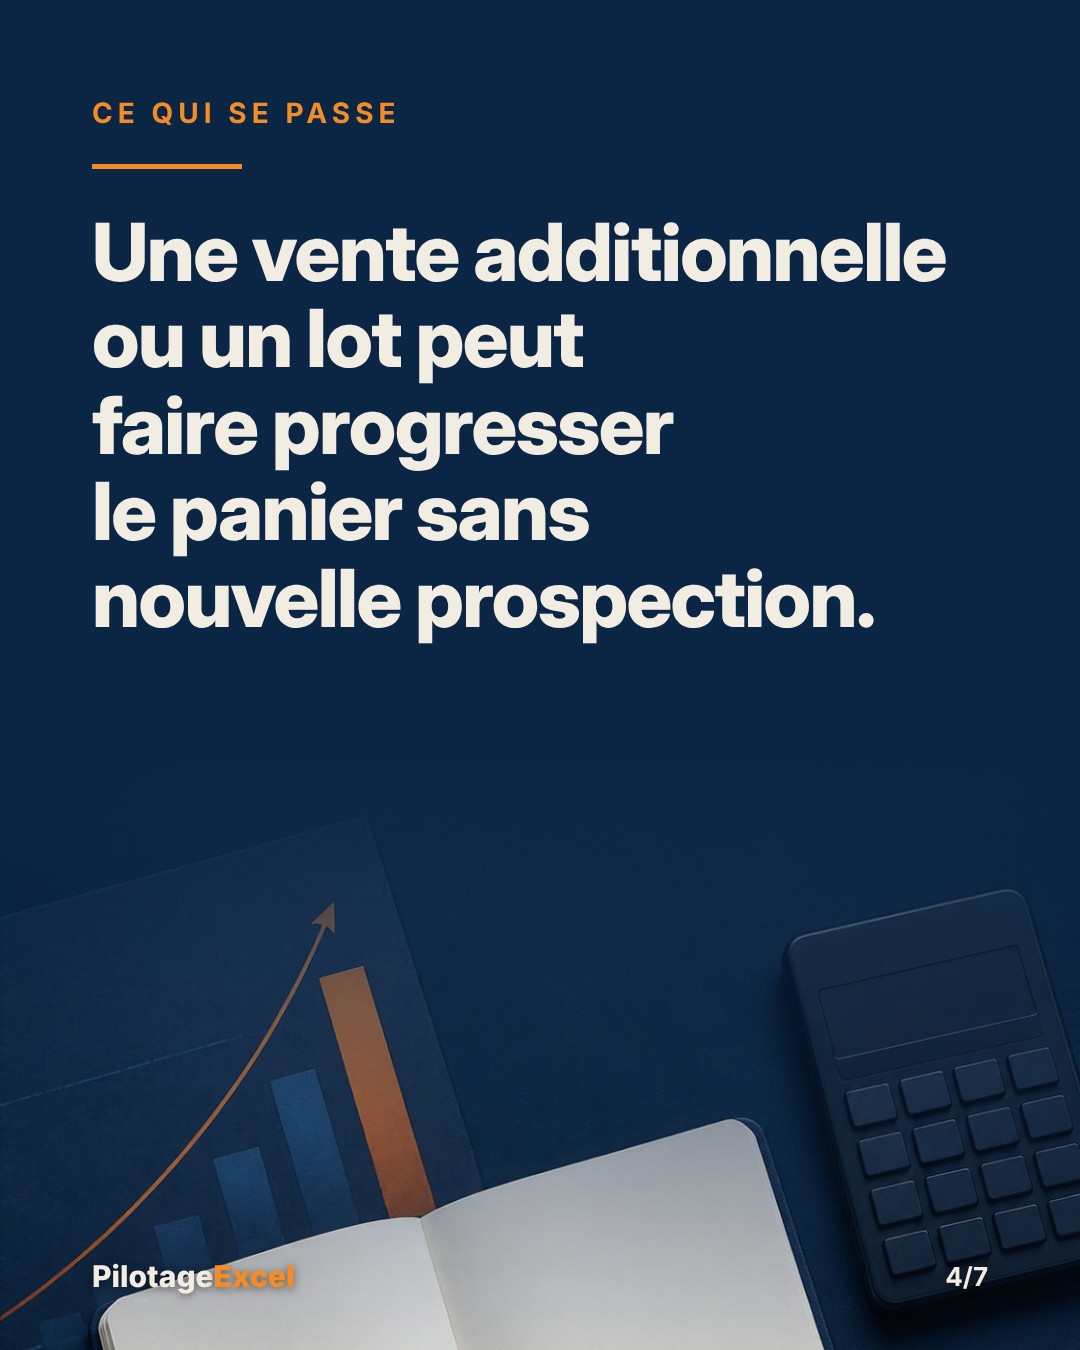 CE QUI SE PASSE
Une vente additionnelle
ou un lot peut
faire progresser
le panier sans
nouvelle prospection.
PilotageExcel
4/7